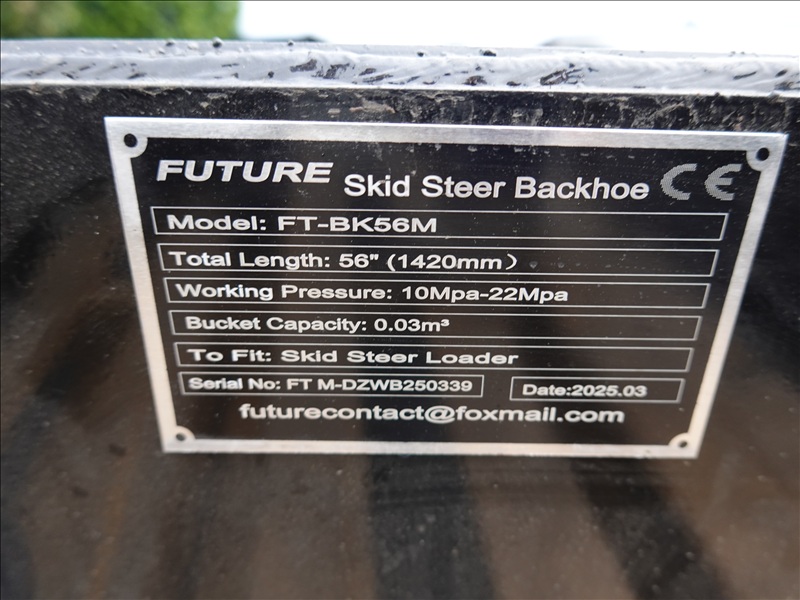 FUTURE Skid Steer Backhoe CE
Model: FT-BK56M
Total Length: 56" (1420mm）
Working Pressure: 10Mpa-22Mpa
Bucket Capacity: 0.03m³
To Fit: Skid Steer Loader
Serial No: FT M-DZWB250339 Date:2025.03
futurecontact@foxmail.com